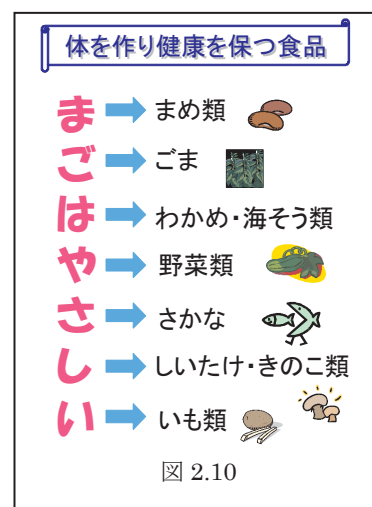 体を作り健康を保つ食品
ま まめ類
ご ごま
は わかめ・海そう類
や 野菜類
さ さかな
し しいたけ・きのこ類
い いも類
図 2.10